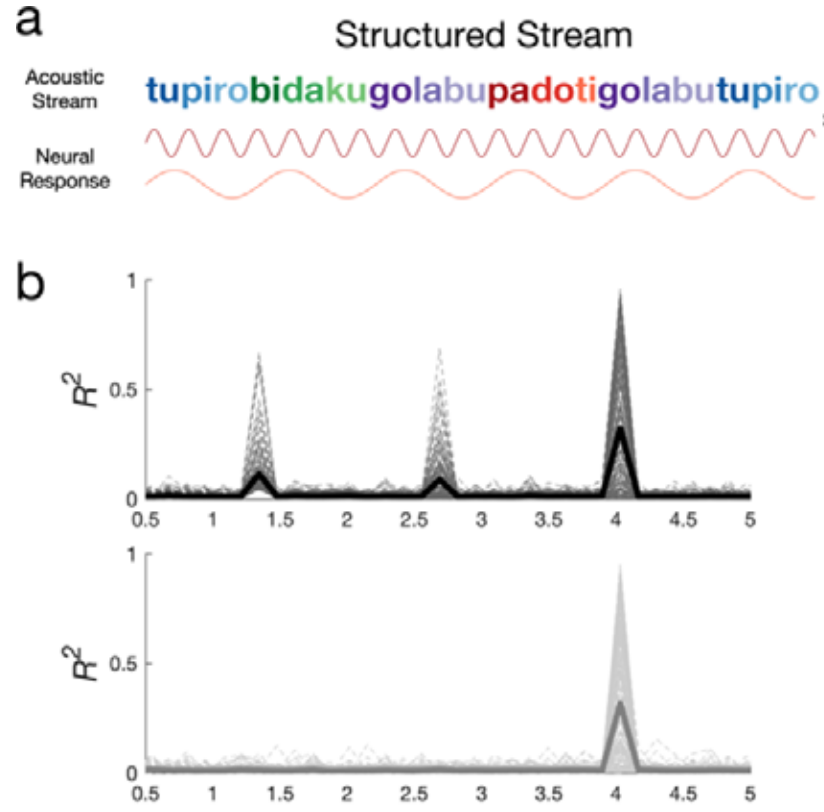 a
Structured Stream
Acoustic
Stream
tupirobidakugolabupadotigolabutupiro
Neural
Response
b
1
0.5
0
R²
0.5 1 1.5 2 2.5 3 3.5 4 4.5 5
1
0.5
0
R²
0.5 1 1.5 2 2.5 3 3.5 4 4.5 5